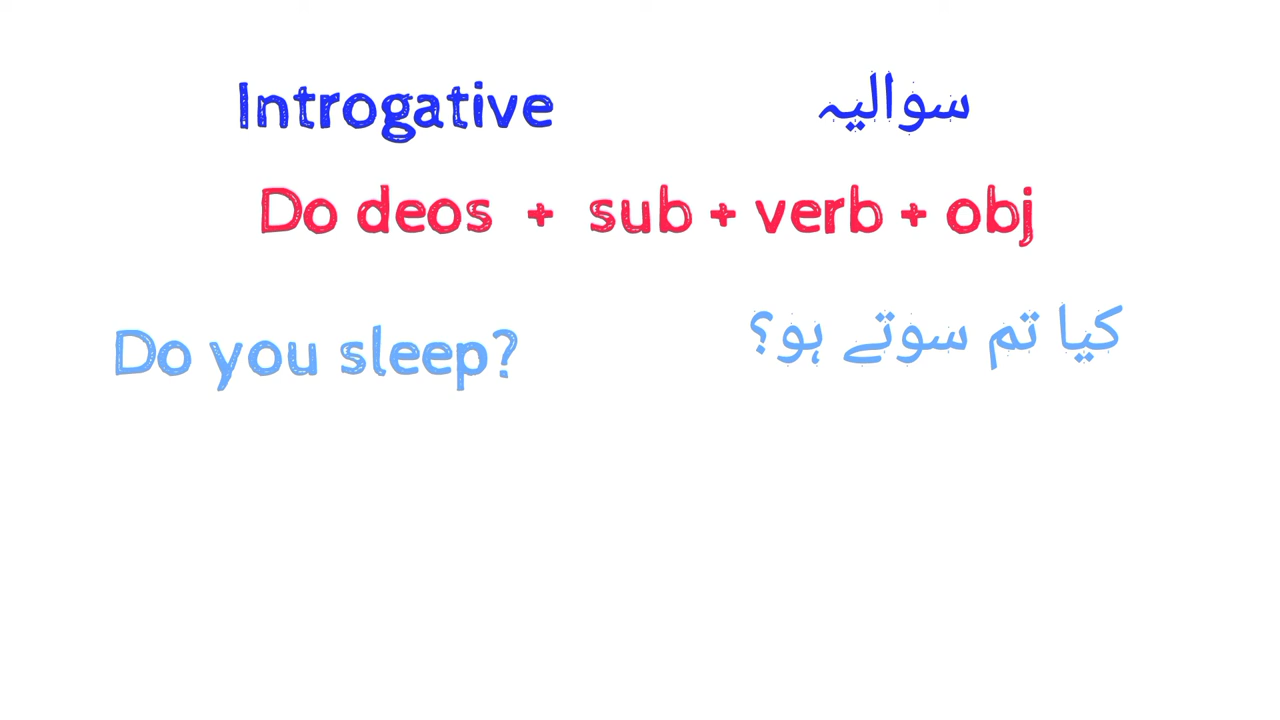 Introgative سوالیہ
Do deos + sub + verb + obj
Do you sleep? کیا تم سوتے ہو؟